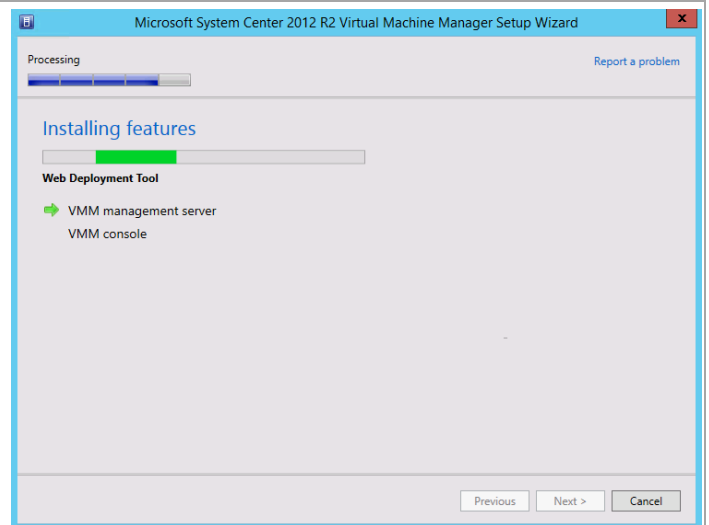 Microsoft System Center 2012 R2 Virtual Machine Manager Setup Wizard
x
Processing
Report a problem
Installing features
Web Deployment Tool
VMM management server
VMM console
Previous
Next >
Cancel